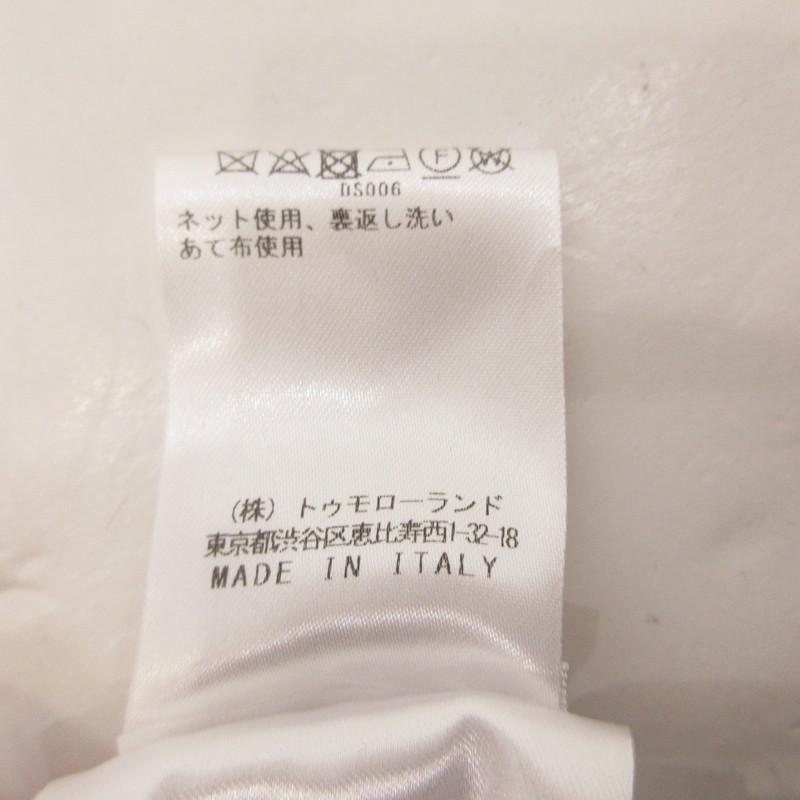 DS006
ネット使用、裏返し洗い
あて布使用
(株) トゥモローランド
東京都渋谷区恵比寿西1-32-18
MADE IN ITALY